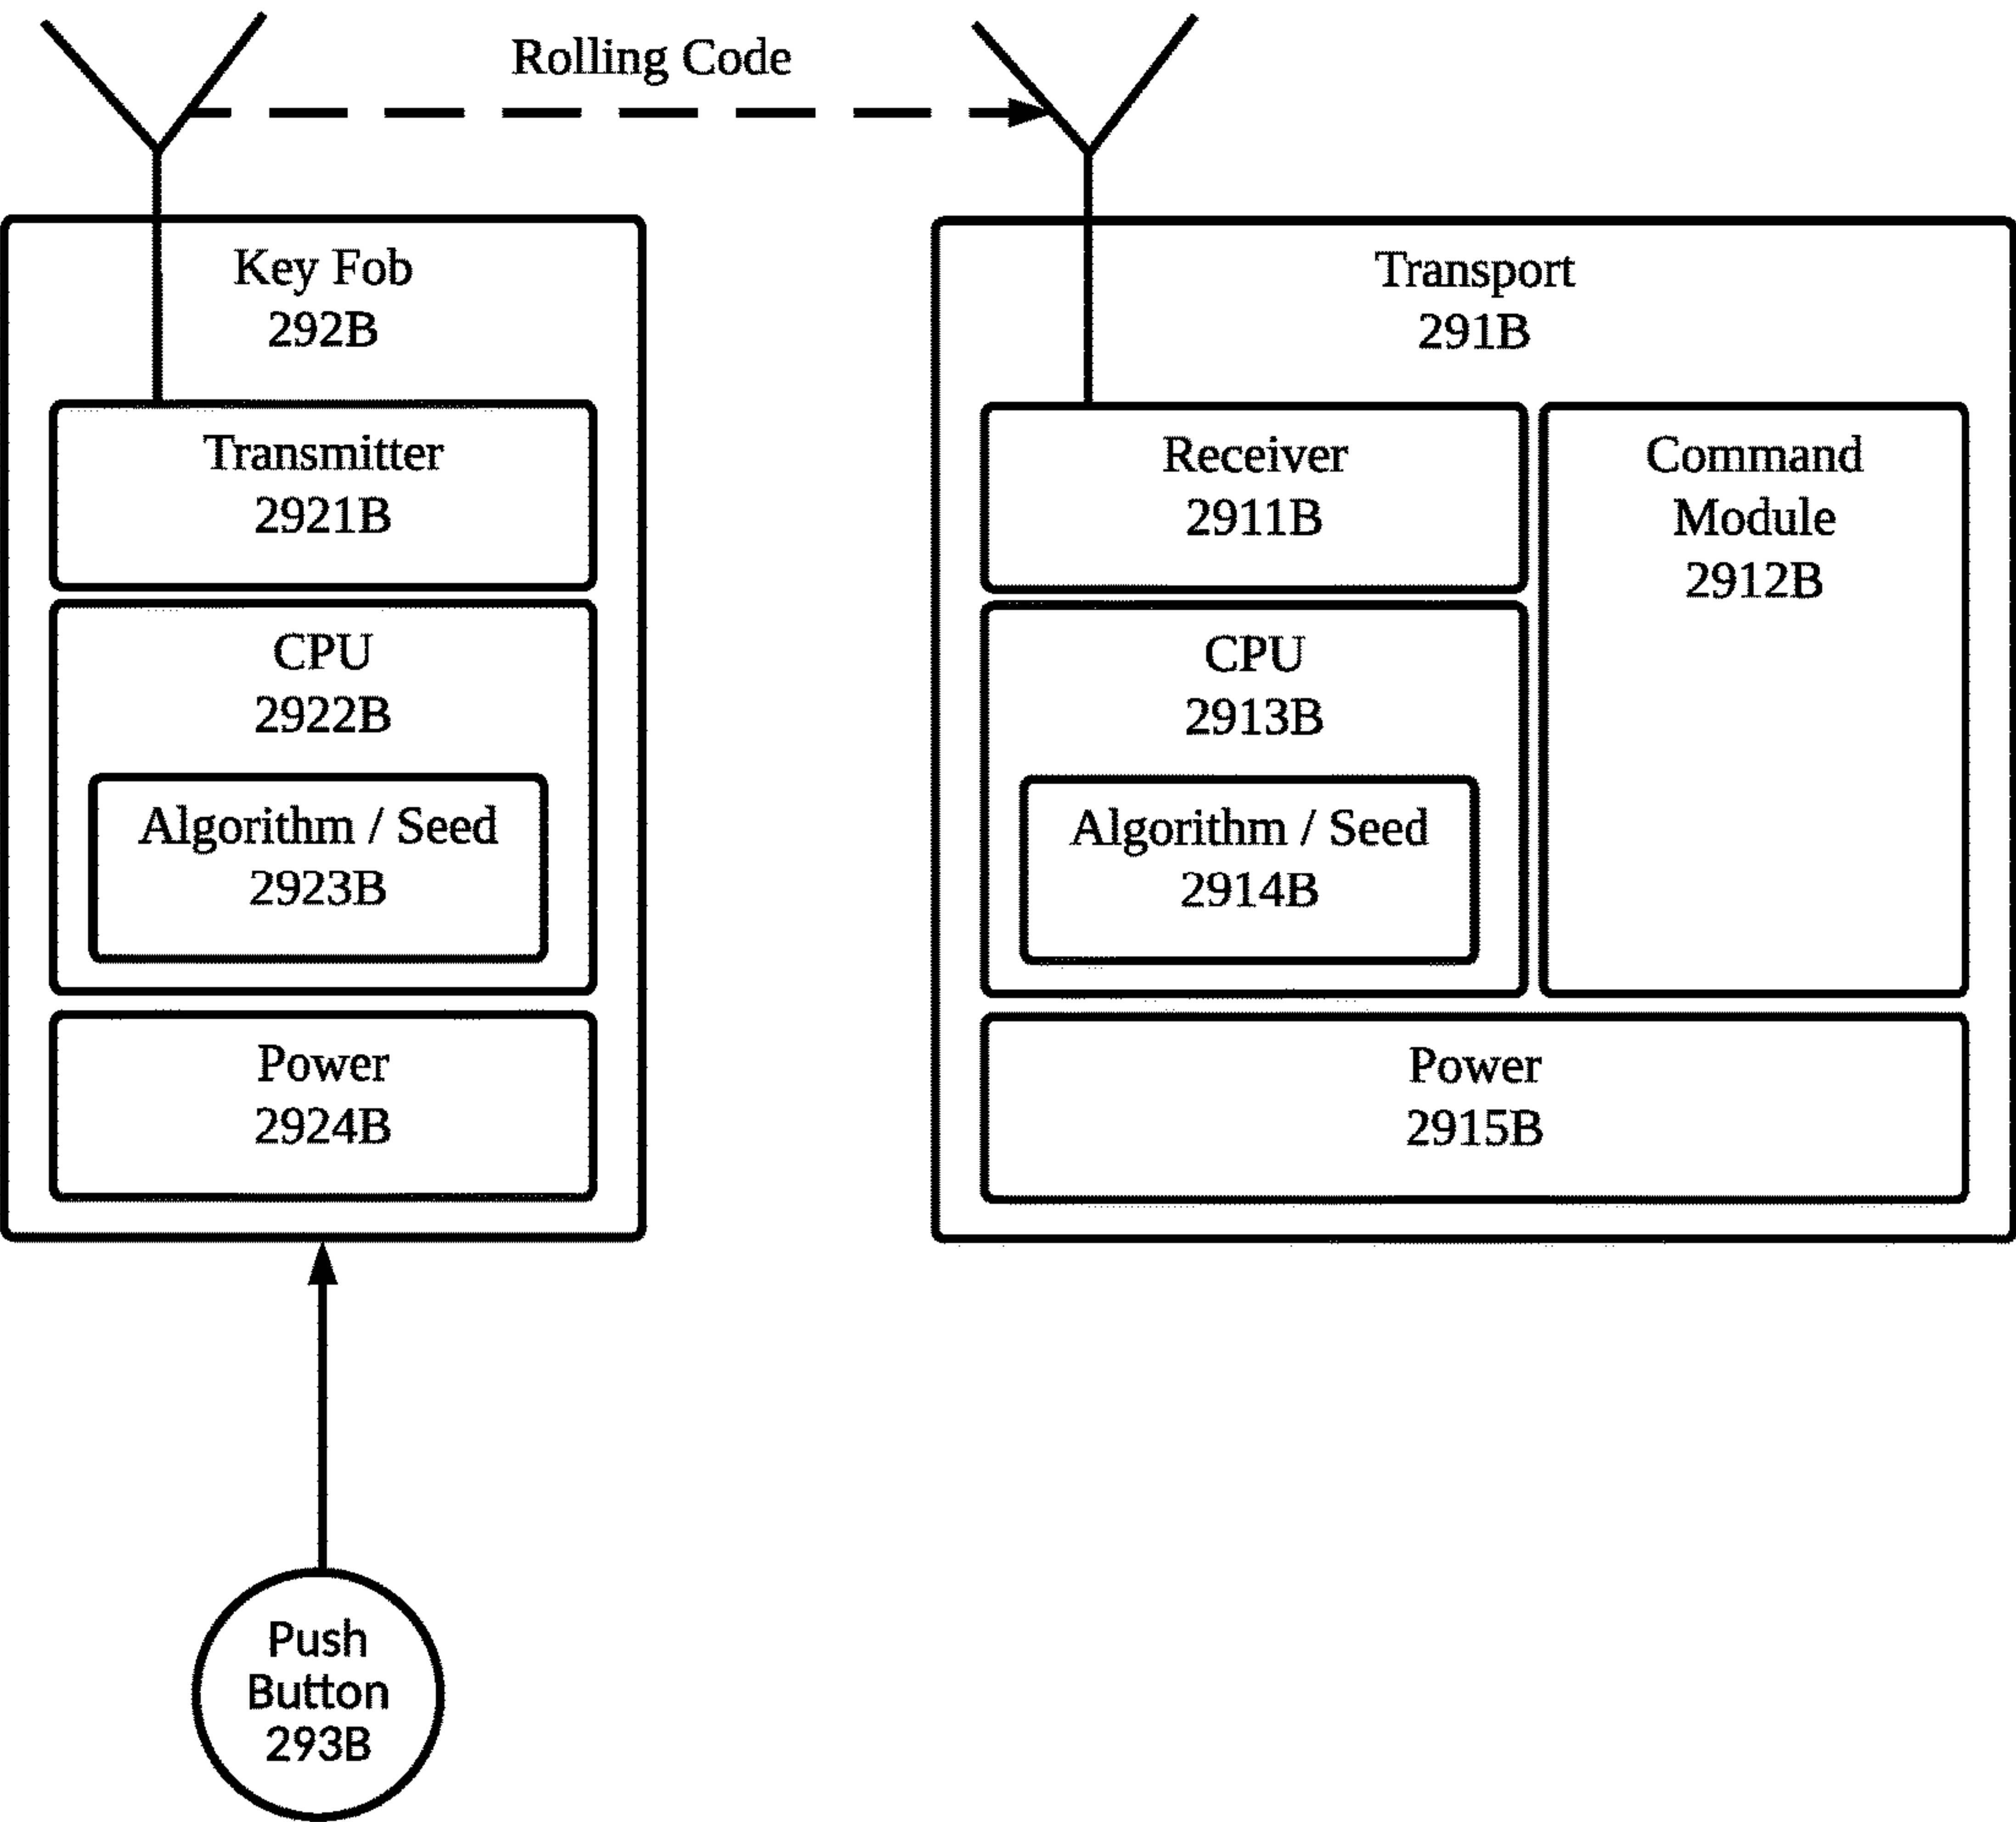 Rolling Code
Key Fob
292B
Transmitter
2921B
CPU
2922B
Algorithm / Seed
2923B
Power
2924B
Push
Button
293B
Transport
291B
Receiver
2911B
Command
Module
2912B
CPU
2913B
Algorithm / Seed
2914B
Power
2915B